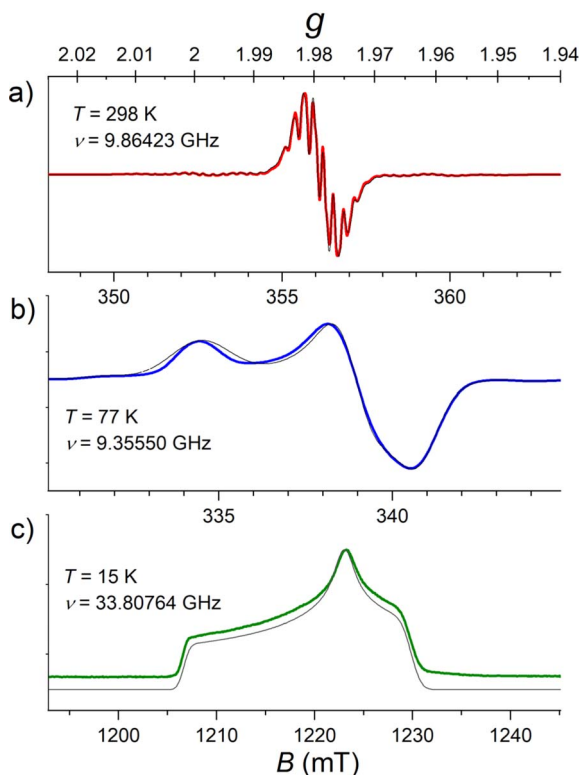 g
2.02 2.01 2 1.99 1.98 1.97 1.96 1.95 1.94
a)
T = 298 K
ν = 9.86423 GHz
350 355 360
b)
T = 77 K
ν = 9.35550 GHz
335 340
c)
T = 15 K
ν = 33.80764 GHz
1200 1210 1220 1230 1240
B (mT)